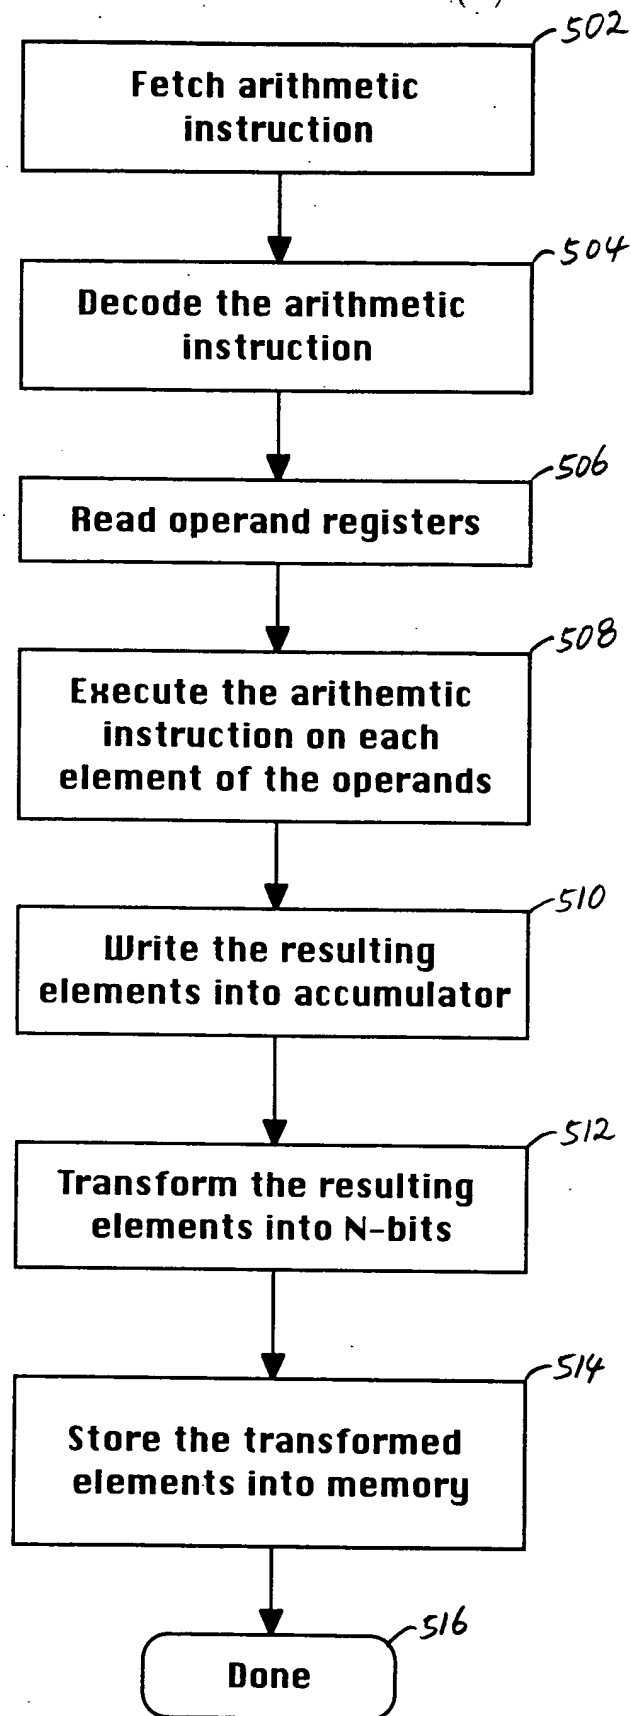 502
Fetch arithmetic
instruction
504
Decode the arithmetic
instruction
506
Read operand registers
508
Execute the arithemtic
instruction on each
element of the operands
510
Write the resulting
elements into accumulator
512
Transform the resulting
elements into N-bits
514
Store the transformed
elements into memory
516
Done